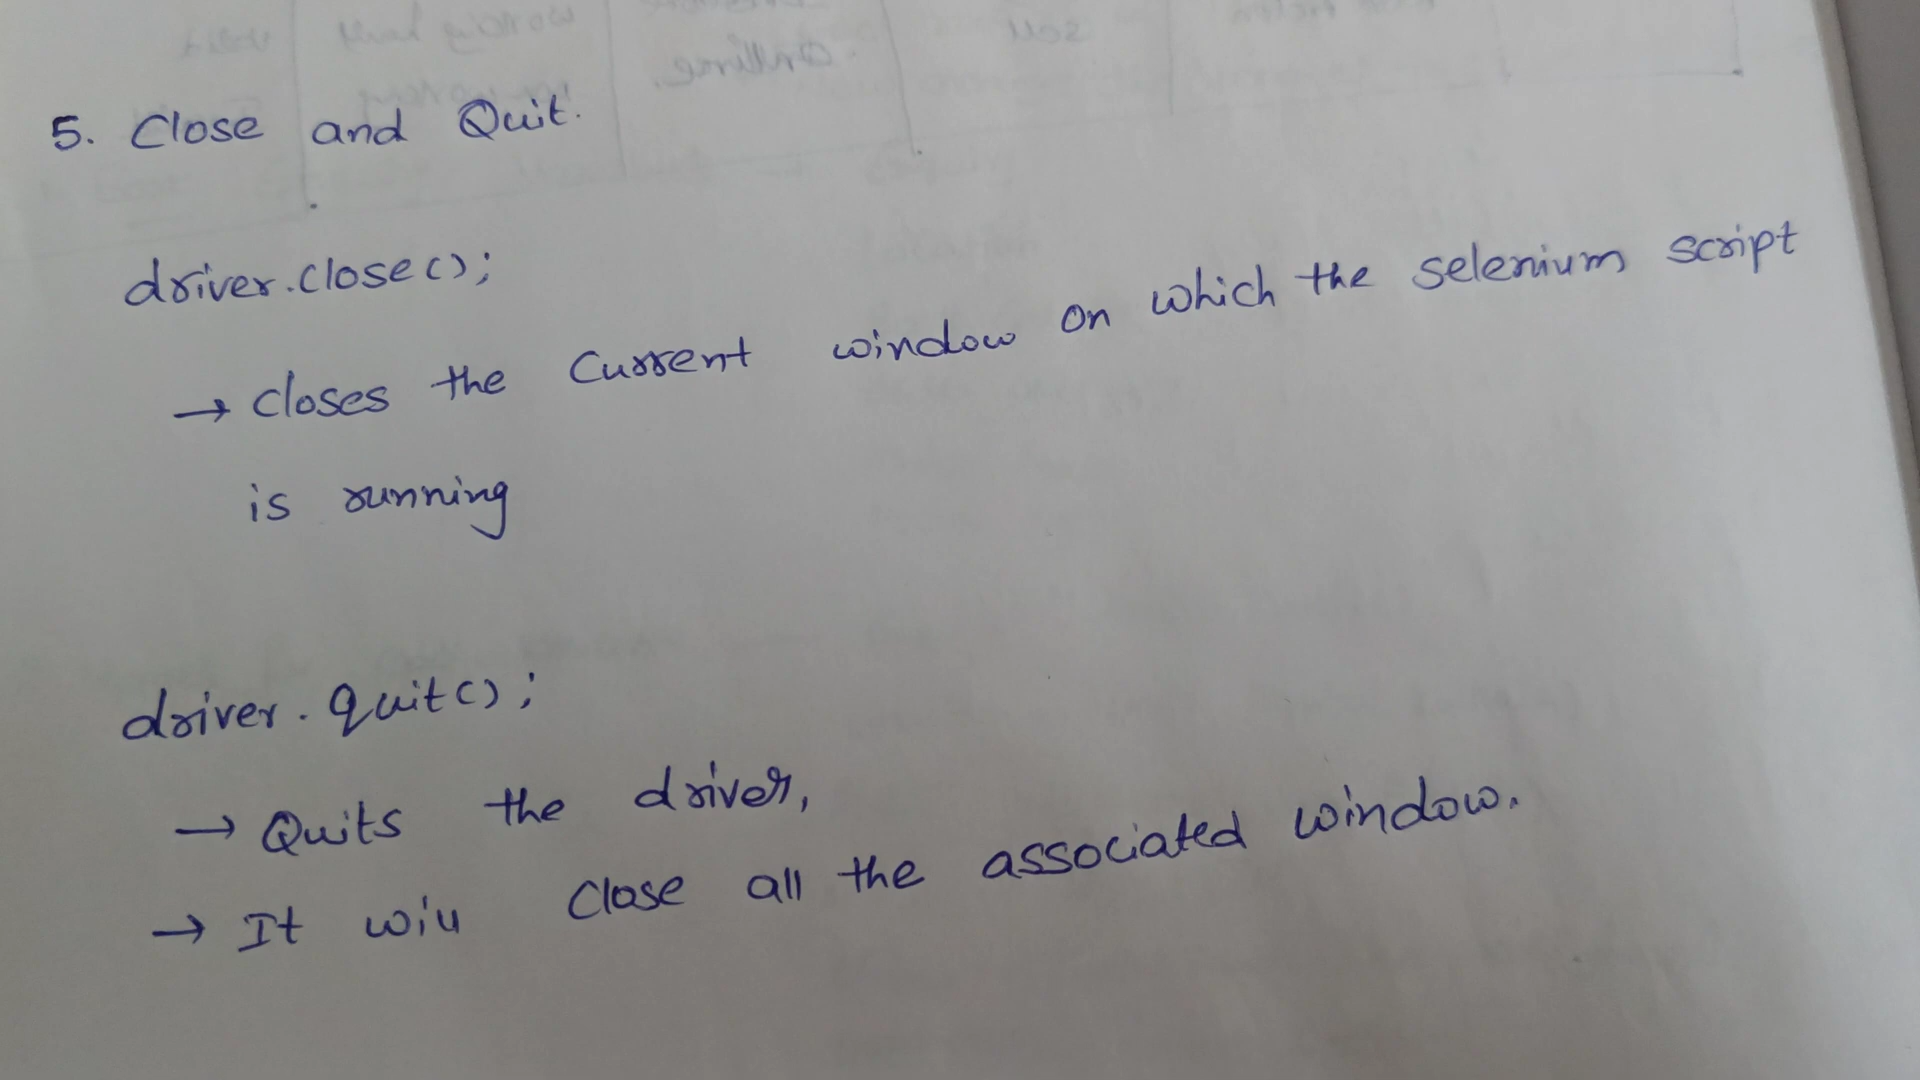 5. Close and Quit.
driver.close();
→ closes the Current window on which the selenium script
is running
driver.quit();
→ Quits the driver,
→ It will Close all the associated window.